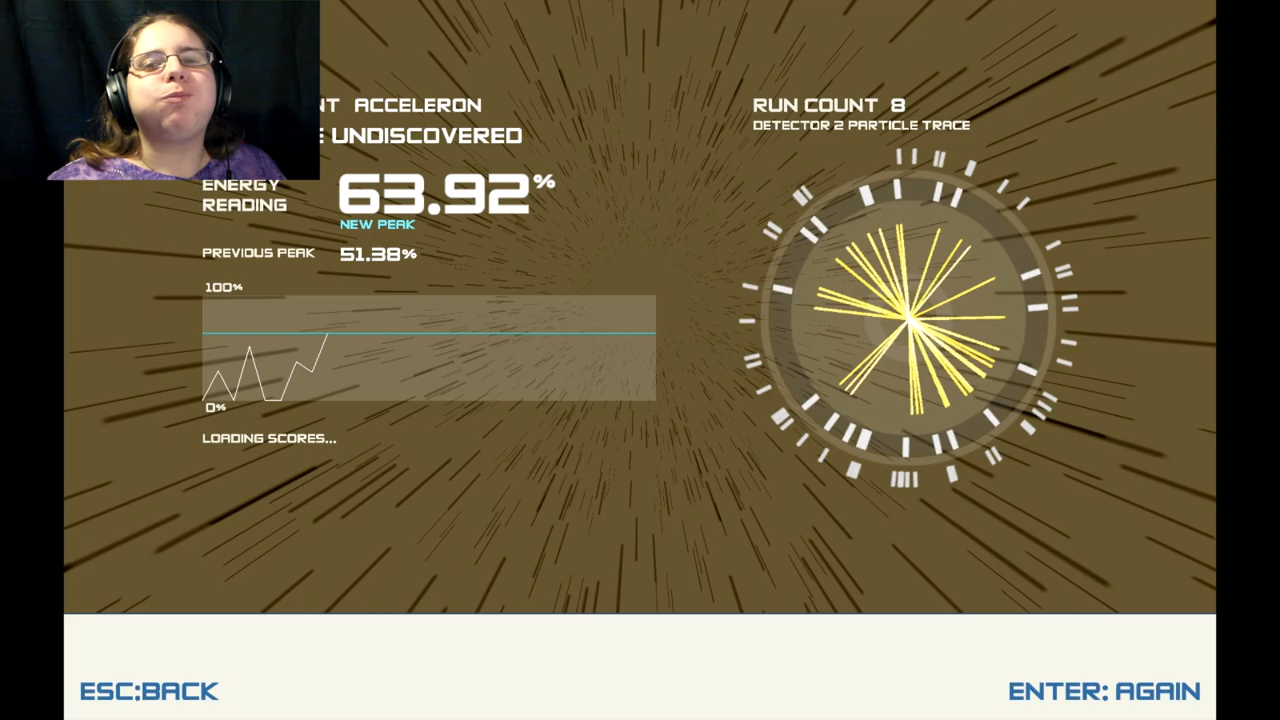 NT ACCELERON
UNDISCOVERED
ENERGY
READING
63.92%
NEW PEAK
PREVIOUS PEAK 51.38%
100%
0%
LOADING SCORES...
RUN COUNT 8
DETECTOR 2 PARTICLE TRACE
ESC:BACK
ENTER: AGAIN